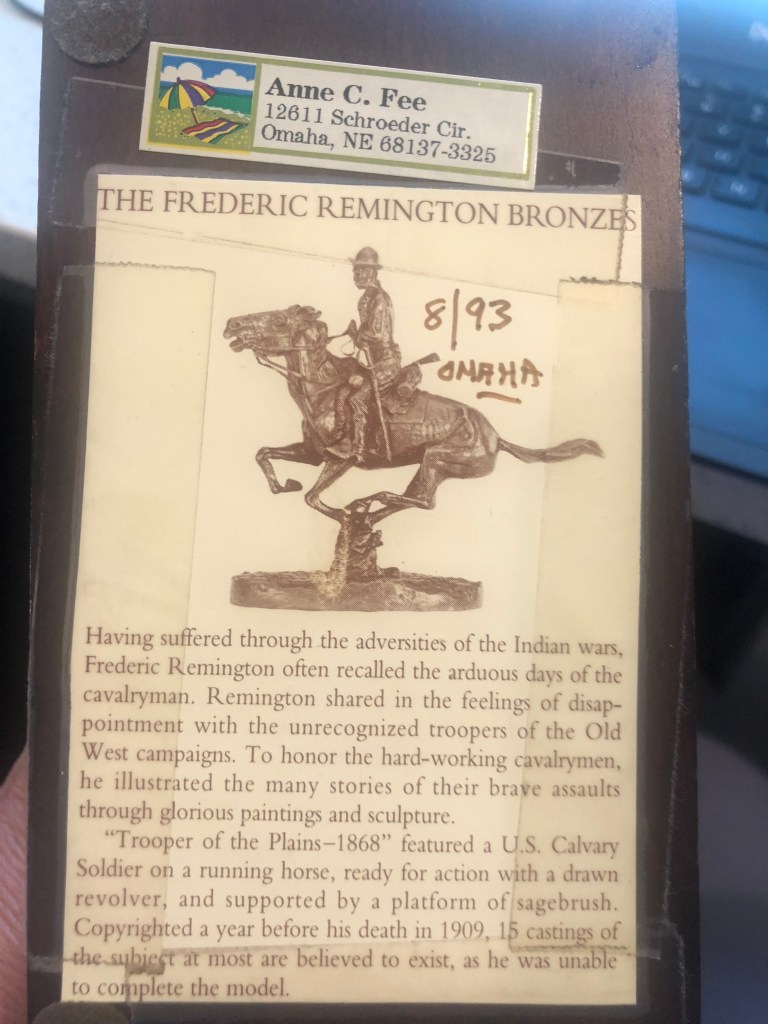 Anne C. Fee
12611 Schroeder Cir.
Omaha, NE 68137-3325
THE FREDERIC REMINGTON BRONZES
8/93
OMAHA
Having suffered through the adversities of the Indian wars,
Frederic Remington often recalled the arduous days of the
cavalryman. Remington shared in the feelings of disap-
pointment with the unrecognized troopers of the Old
West campaigns. To honor the hard-working cavalrymen,
he illustrated the many stories of their brave assaults
through glorious paintings and sculpture.
“Trooper of the Plains–1868” featured a U.S. Calvary
Soldier on a running horse, ready for action with a drawn
revolver, and supported by a platform of sagebrush.
Copyrighted a year before his death in 1909, 15 castings of
the subject at most are believed to exist, as he was unable
to complete the model.